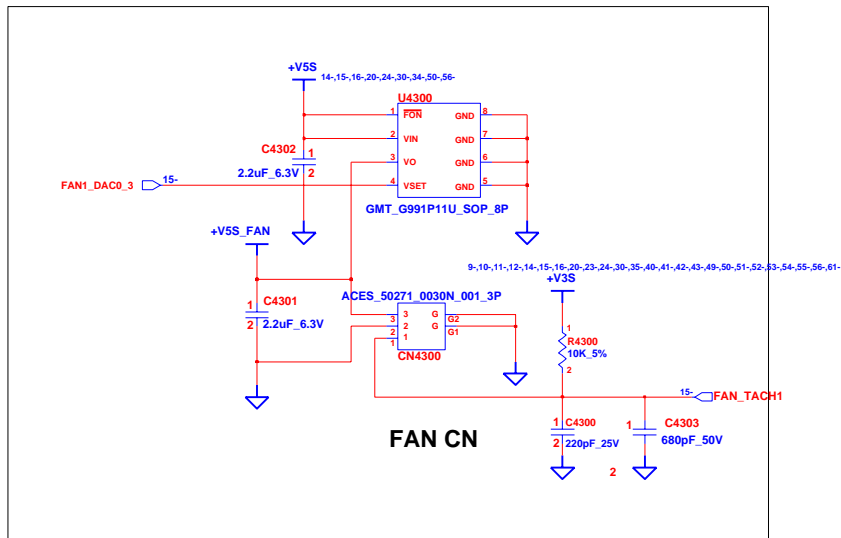 +V5S
14-,15-,16-,20-,24-,30-,34-,50-,56-
U4300
1 FON GND 8
2 VIN GND 7
3 VO GND 6
4 VSET GND 5
GMT_G991P11U_SOP_8P
C4302
1
2.2uF_6.3V
2
FAN1_DAC0_3
15-
+V5S_FAN
C4301
1
2
2.2uF_6.3V
ACES_50271_0030N_001_3P
3 3 G G2
2 2 G G1
1 1
CN4300
9-,10-,11-,12-,14-,15-,16-,20-,23-,24-,30-,35-,40-,41-,42-,43-,49-,50-,51-,52-,53-,54-,55-,56-,61-
+V3S
1
R4300
10K_5%
2
15-
FAN_TACH1
FAN CN
1
C4300
2
220pF_25V
1
C4303
680pF_50V
2